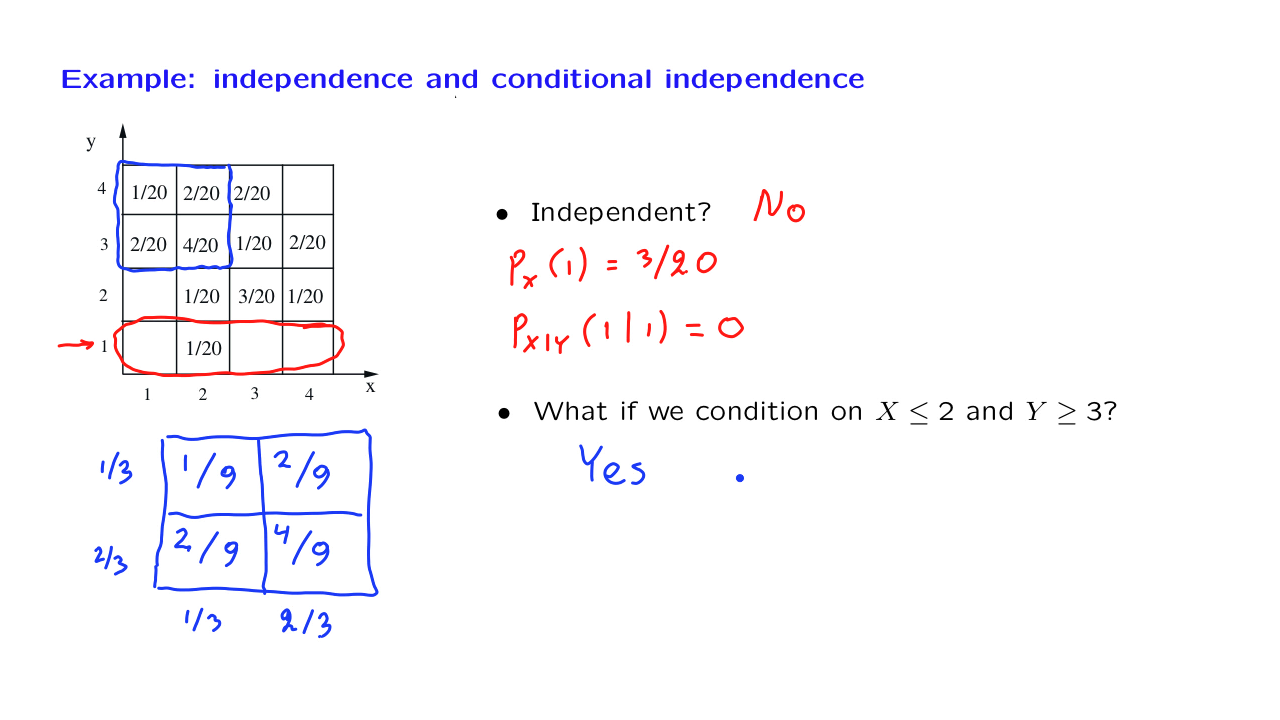 Example: independence and conditional independence
y
4 1/20 2/20 2/20
3 2/20 4/20 1/20 2/20
2 1/20 3/20 1/20
1 1/20
1 2 3 4 x
• Independent? No
Pₓ (1) = 3/20
P_X|Y (1 | 1) = 0
• What if we condition on X ≤ 2 and Y ≥ 3?
Yes
1/3 1/9 2/9
2/3 2/9 4/9
1/3 2/3